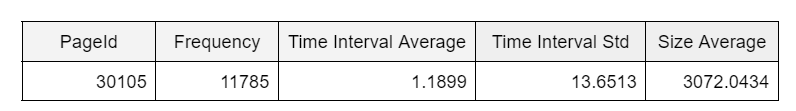 PageId Frequency Time Interval Average Time Interval Std Size Average
30105 11785 1.1899 13.6513 3072.0434